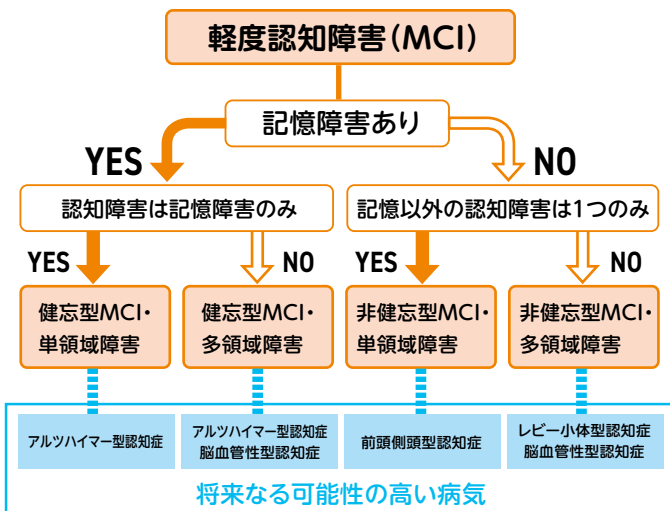 軽度認知障害(MCI)
記憶障害あり
YES
NO
認知障害は記憶障害のみ
記憶以外の認知障害は1つのみ
YES
NO
YES
NO
健忘型MCI・
単領域障害
健忘型MCI・
多領域障害
非健忘型MCI・
単領域障害
非健忘型MCI・
多領域障害
アルツハイマー型認知症
アルツハイマー型認知症
脳血管性型認知症
前頭側頭型認知症
レビー小体型認知症
脳血管性型認知症
将来なる可能性の高い病気